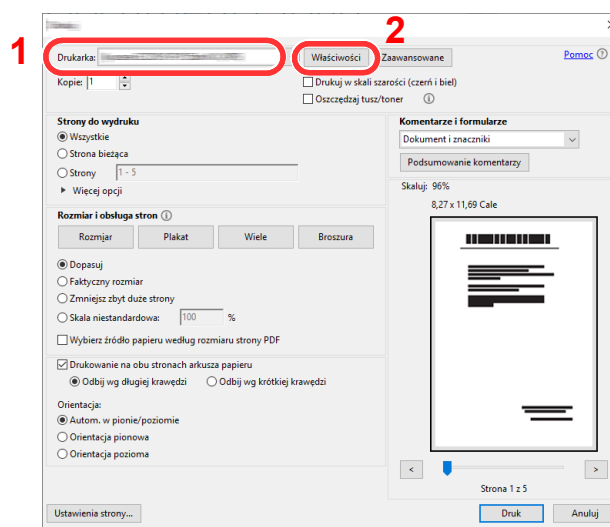 1
2
Drukarka:
Właściwości
Zaawansowane
Pomoc
Kopie: 1
Drukuj w skali szarości (czerń i biel)
Oszczędzaj tusz/toner
Strony do wydruku
Wszystkie
Strona bieżąca
Strony 1 - 5
Więcej opcji
Rozmiar i obsługa stron
Rozmiar Plakat Wiele Broszura
Dopasuj
Faktyczny rozmiar
Zmniejsz zbyt duże strony
Skala niestandardowa: 100 %
Wybierz źródło papieru według rozmiaru strony PDF
Drukowanie na obu stronach arkusza papieru
Odbij wg długiej krawędzi Odbij wg krótkiej krawędzi
Orientacja:
Autom. w pionie/poziomie
Orientacja pionowa
Orientacja pozioma
Komentarze i formularze
Dokument i znaczniki
Podsumowanie komentarzy
Skaluj: 96%
8,27 x 11,69 Cale
< >
Strona 1 z 5
Ustawienia strony...
Druk
Anuluj